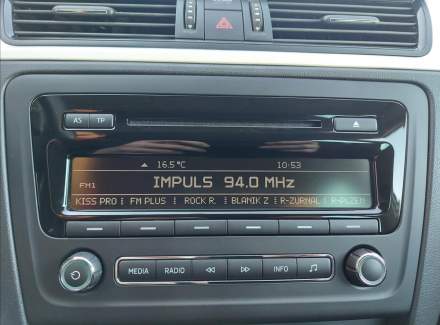 AS TP
16.5°C 10:53
FM1 IMPULS 94.0 MHz
KISS PRO FM PLUS ROCK R. BLANIK Z R-ZURNAL R-PLZEN
MEDIA RADIO INFO